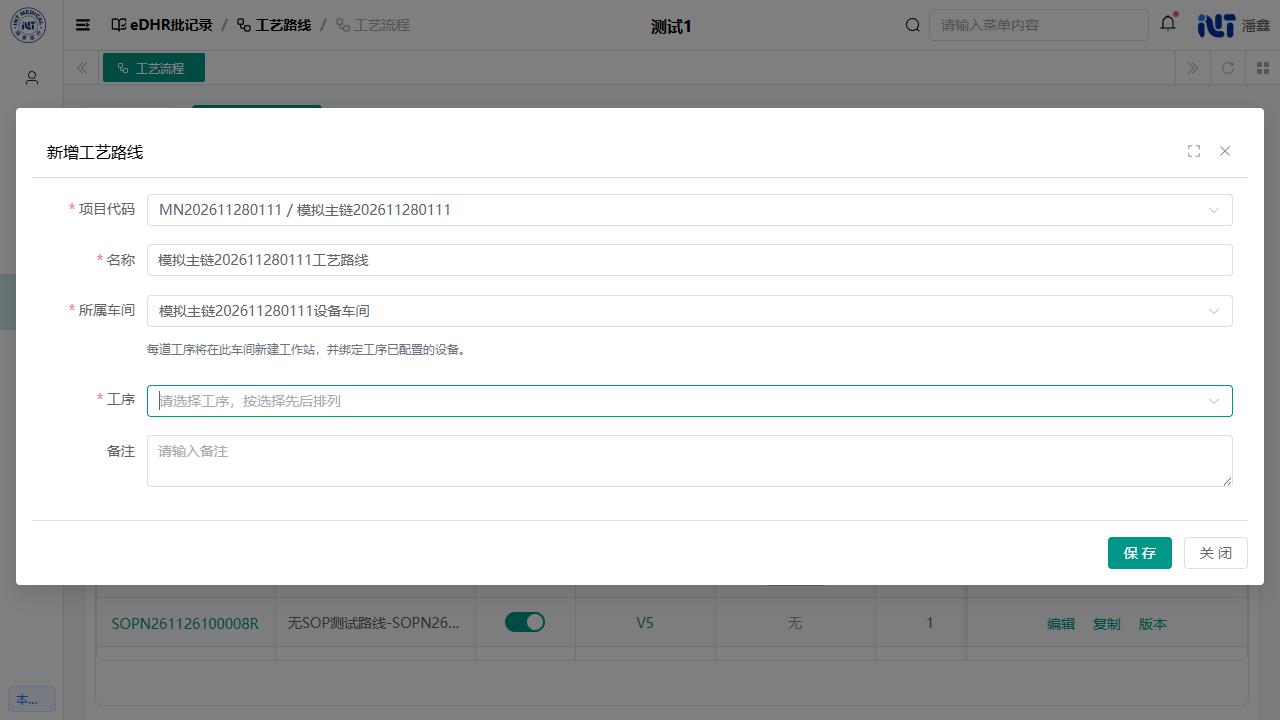 eDHR批记录 / 工艺路线 / 工艺流程
测试1
请输入菜单内容
潘鑫
工艺流程
新增工艺路线
* 项目代码 MN202611280111 / 模拟主链202611280111
* 名称 模拟主链202611280111工艺路线
* 所属车间 模拟主链202611280111设备车间
每道工序将在此车间新建工作站，并绑定工序已配置的设备。
* 工序 请选择工序，按选择先后排列
备注 请输入备注
保存 关闭
SOPN261126100008R 无SOP测试路线-SOPN26... V5 无 1 编辑 复制 版本
本...